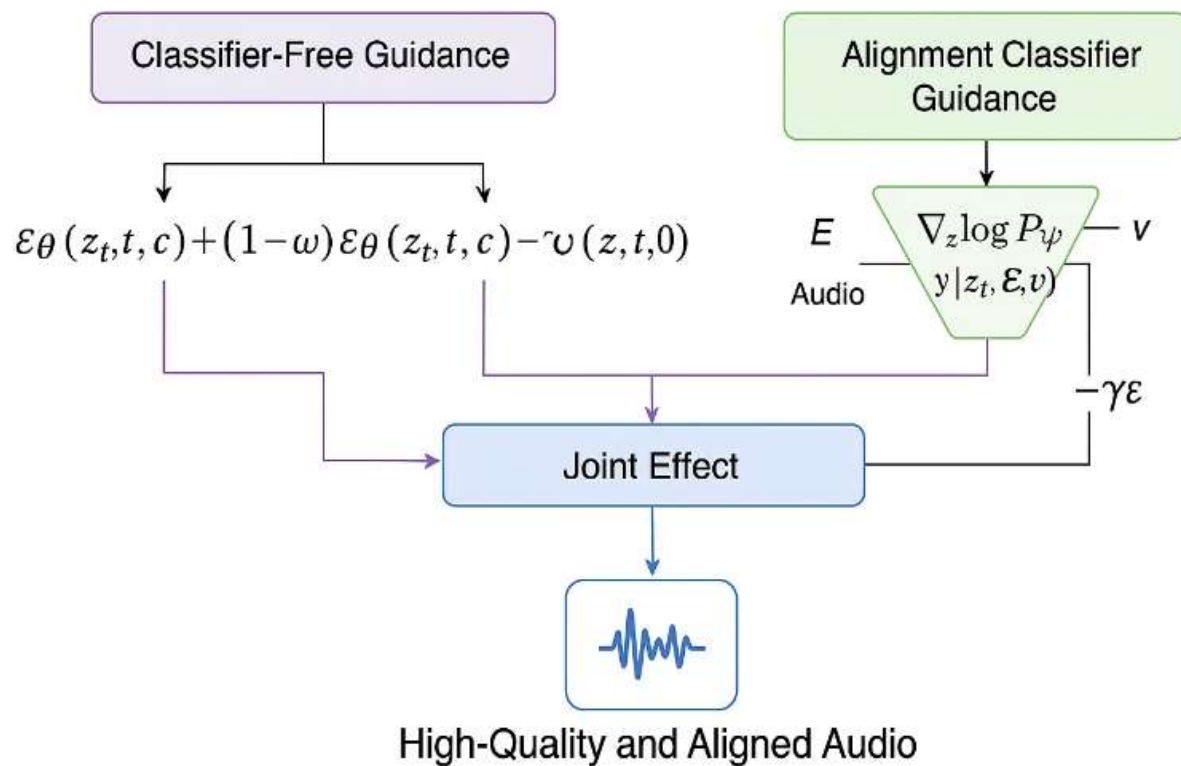 Classifier-Free Guidance
Alignment Classifier
Guidance
εθ(zt,t,c)+(1−ω)εθ(zt,t,c)−~υ(z,t,0)
E
Audio
∇z log Pψ
y|zt,ε,v)
v
−γε
Joint Effect
High-Quality and Aligned Audio